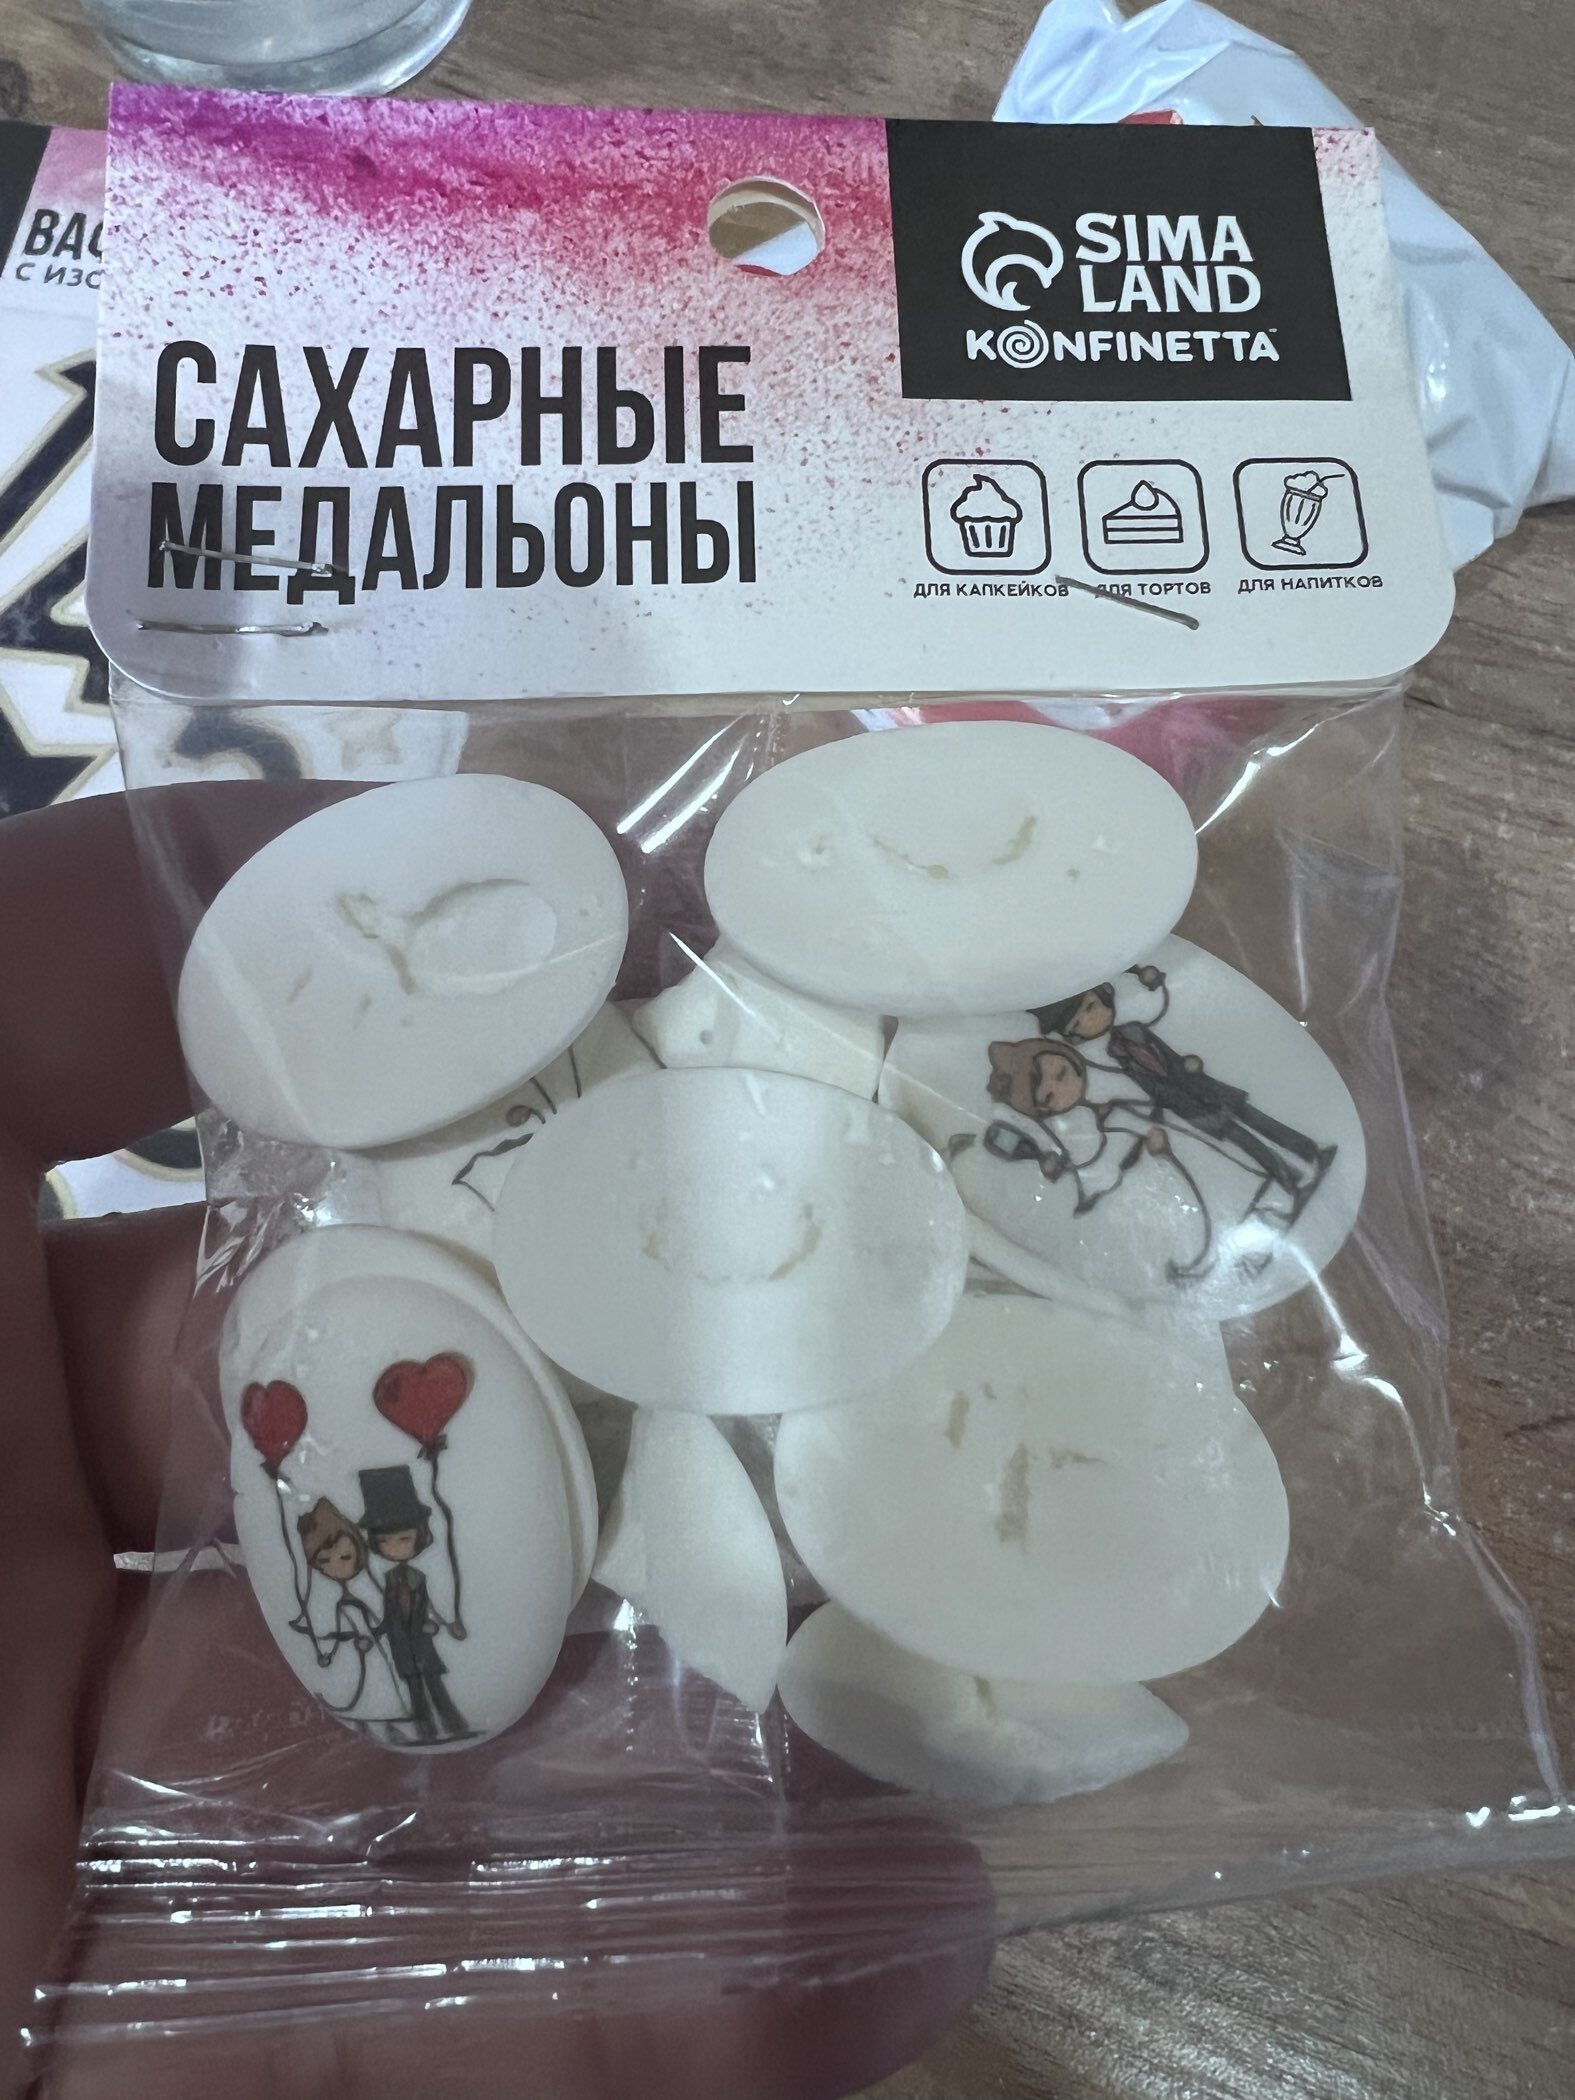 SIMA
LAND
KONFINETTA
САХАРНЫЕ
МЕДАЛЬОНЫ
ДЛЯ КАПКЕЙКОВ
ДЛЯ ТОРТОВ
ДЛЯ НАПИТКОВ